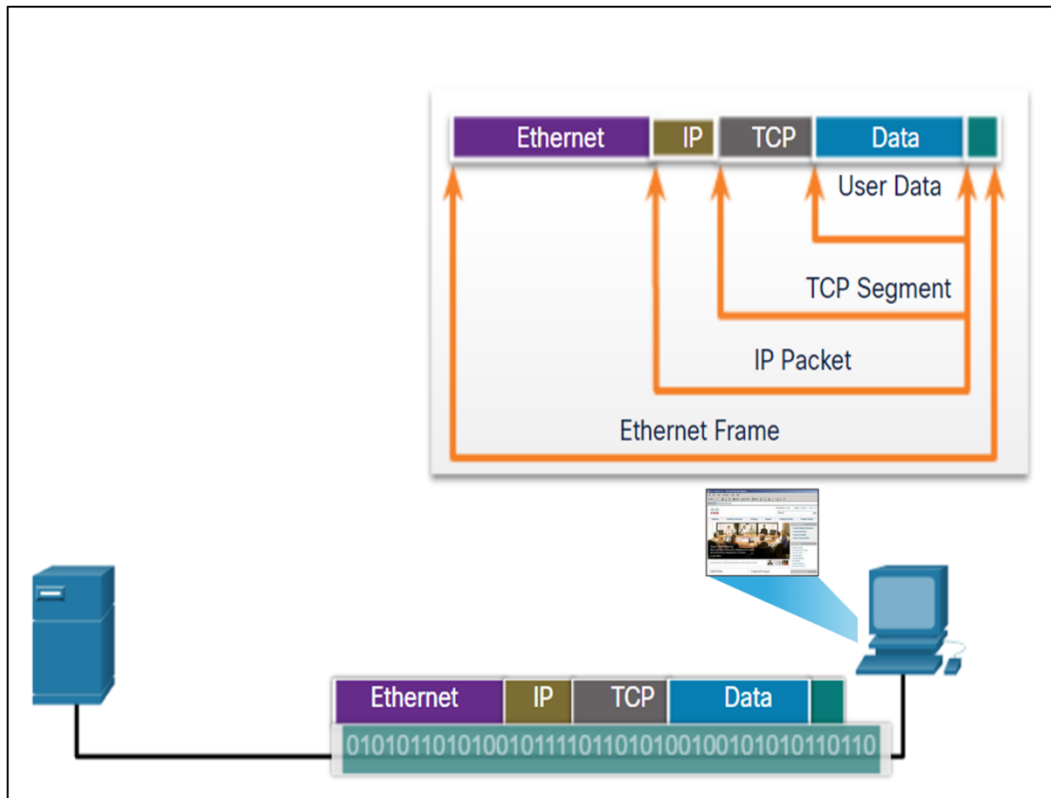 Ethernet IP TCP Data
User Data
TCP Segment
IP Packet
Ethernet Frame
Ethernet IP TCP Data
0101011010100101111011010100100101010110110